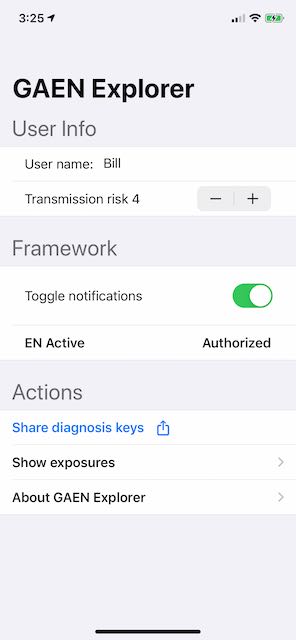 3:25
GAEN Explorer
User Info
User name: Bill
Transmission risk 4
Framework
Toggle notifications
EN Active Authorized
Actions
Share diagnosis keys
Show exposures
About GAEN Explorer